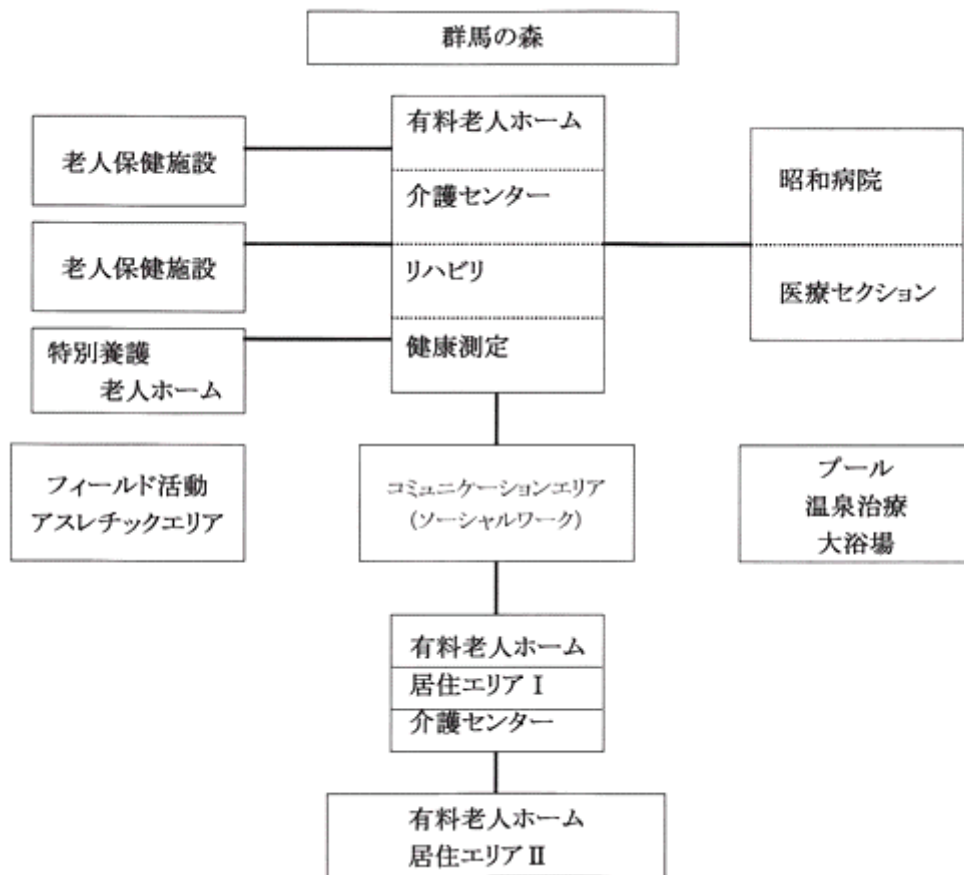 群馬の森
老人保健施設
老人保健施設
特別養護
老人ホーム
有料老人ホーム
介護センター
リハビリ
健康測定
昭和病院
医療セクション
フィールド活動
アスレチックエリア
コミュニケーションエリア
(ソーシャルワーク)
プール
温泉治療
大浴場
有料老人ホーム
居住エリア I
介護センター
有料老人ホーム
居住エリア II